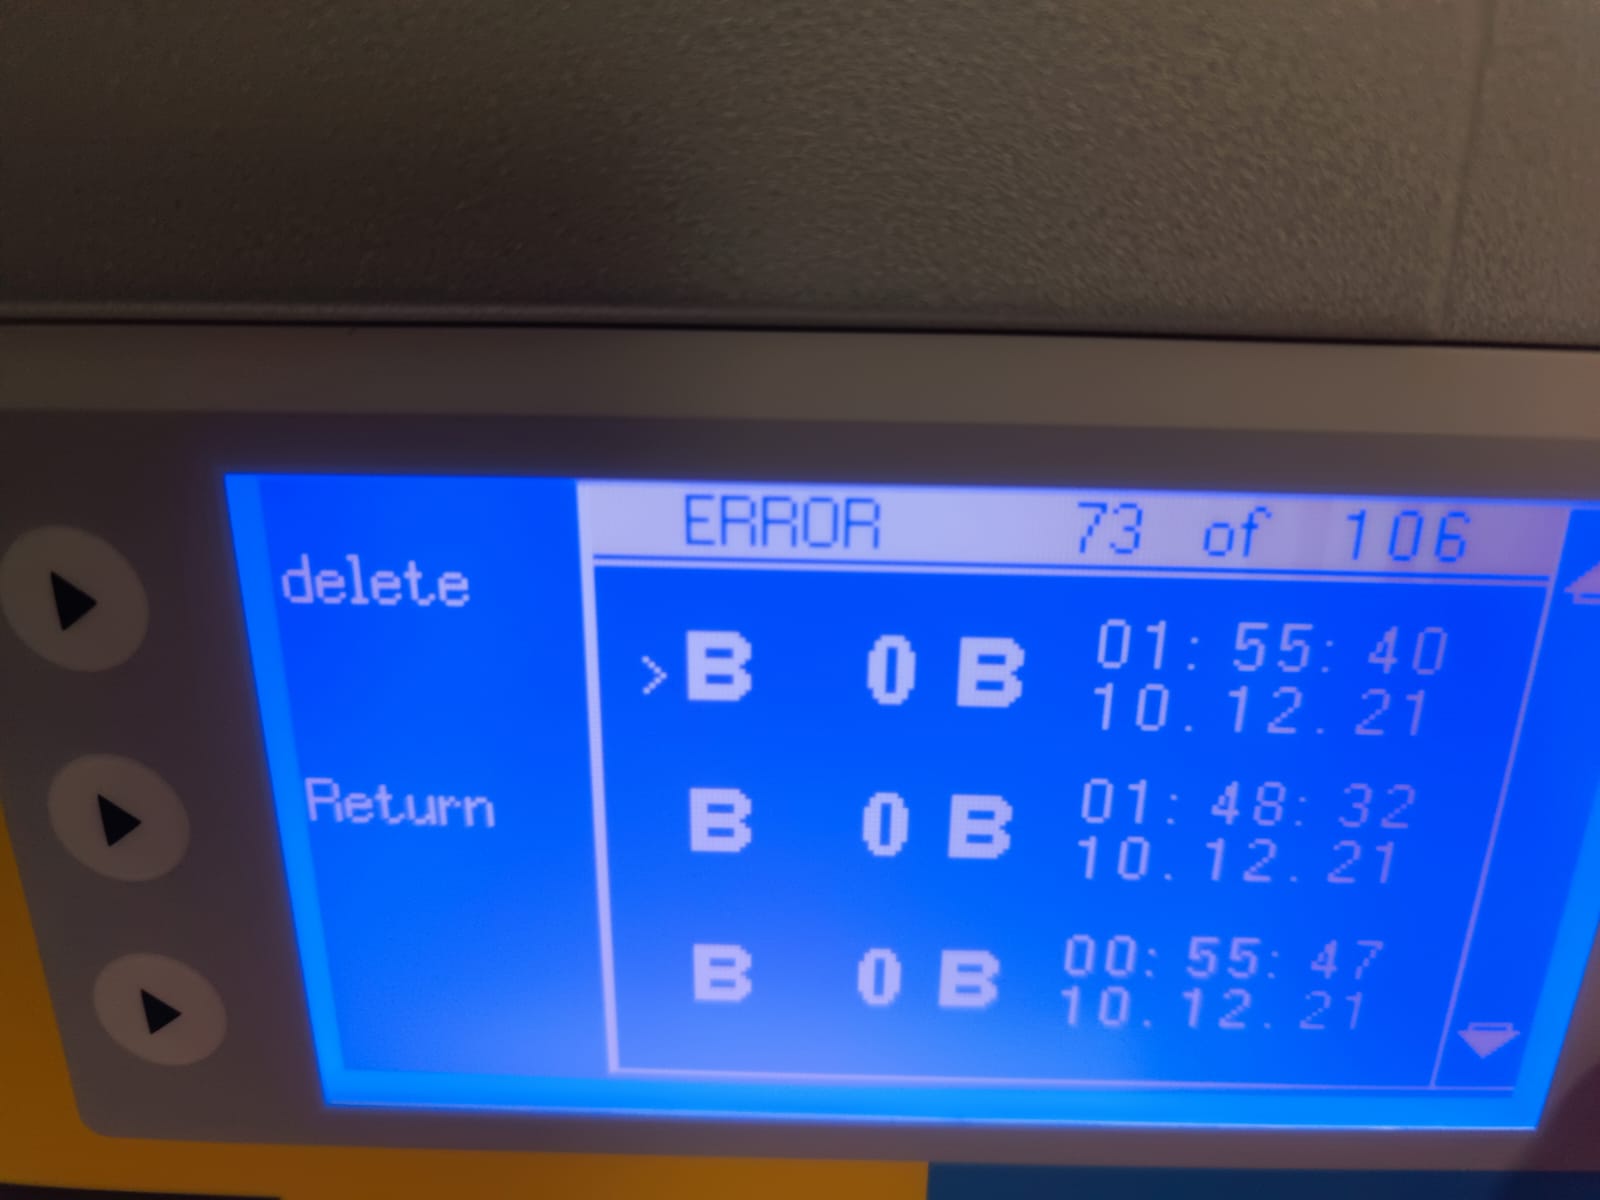 ERROR 73 of 106
delete
>B 0 B 01:55:40
10.12.21
Return
B 0 B 01:48:32
10.12.21
B 0 B 00:55:47
10.12.21